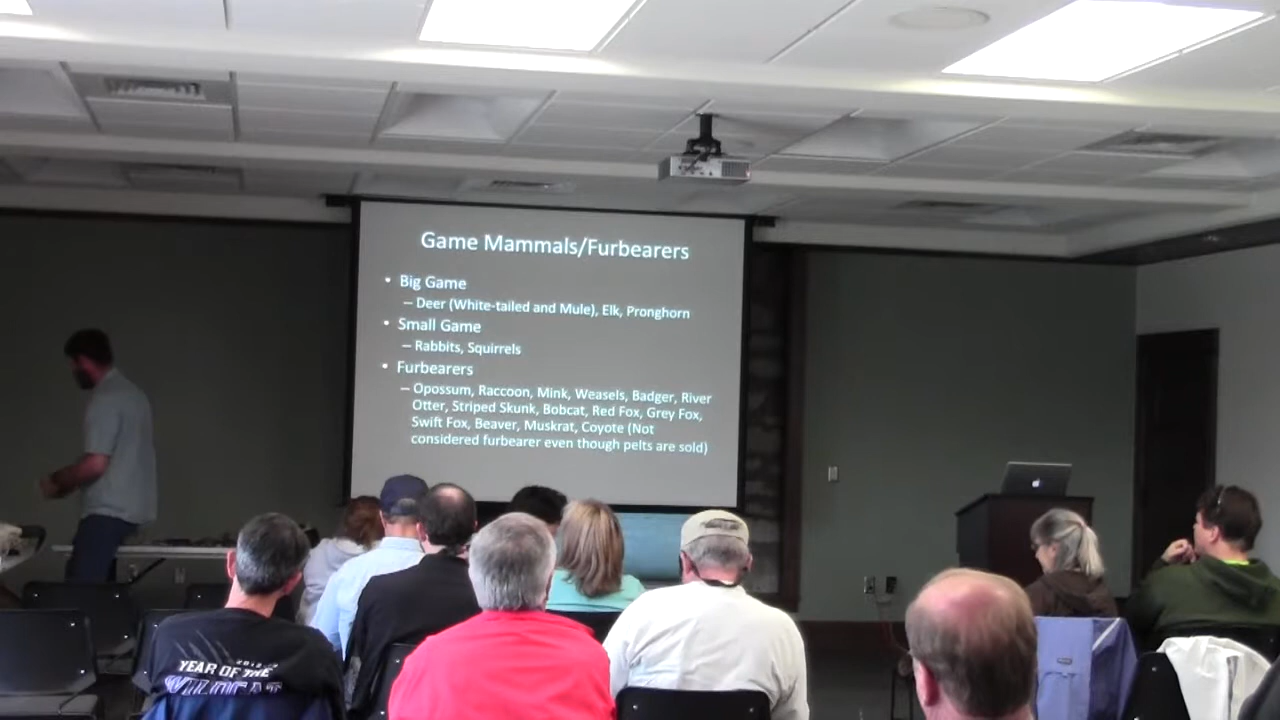 Game Mammals/Furbearers
• Big Game
– Deer (White-tailed and Mule), Elk, Pronghorn
• Small Game
– Rabbits, Squirrels
• Furbearers
– Opossum, Raccoon, Mink, Weasels, Badger, River
Otter, Striped Skunk, Bobcat, Red Fox, Grey Fox,
Swift Fox, Beaver, Muskrat, Coyote (Not
considered furbearer even though pelts are sold)
2012
YEAR OF THE
WILDCAT